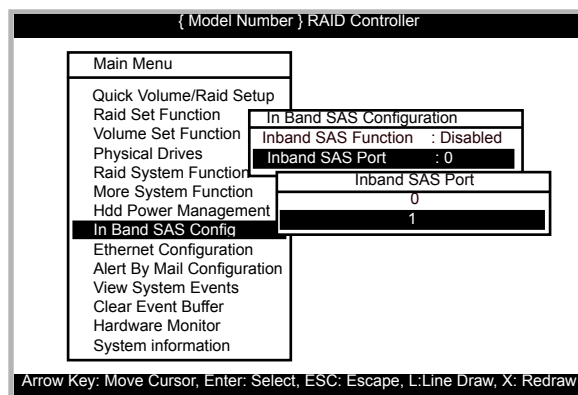 { Model Number } RAID Controller
Main Menu
Quick Volume/Raid Setup
Raid Set Function
Volume Set Function
Physical Drives
Raid System Function
More System Function
Hdd Power Management
In Band SAS Config
Ethernet Configuration
Alert By Mail Configuration
View System Events
Clear Event Buffer
Hardware Monitor
System information
In Band SAS Configuration
Inband SAS Function : Disabled
Inband SAS Port : 0
Inband SAS Port
0
1
Arrow Key: Move Cursor, Enter: Select, ESC: Escape, L:Line Draw, X: Redraw